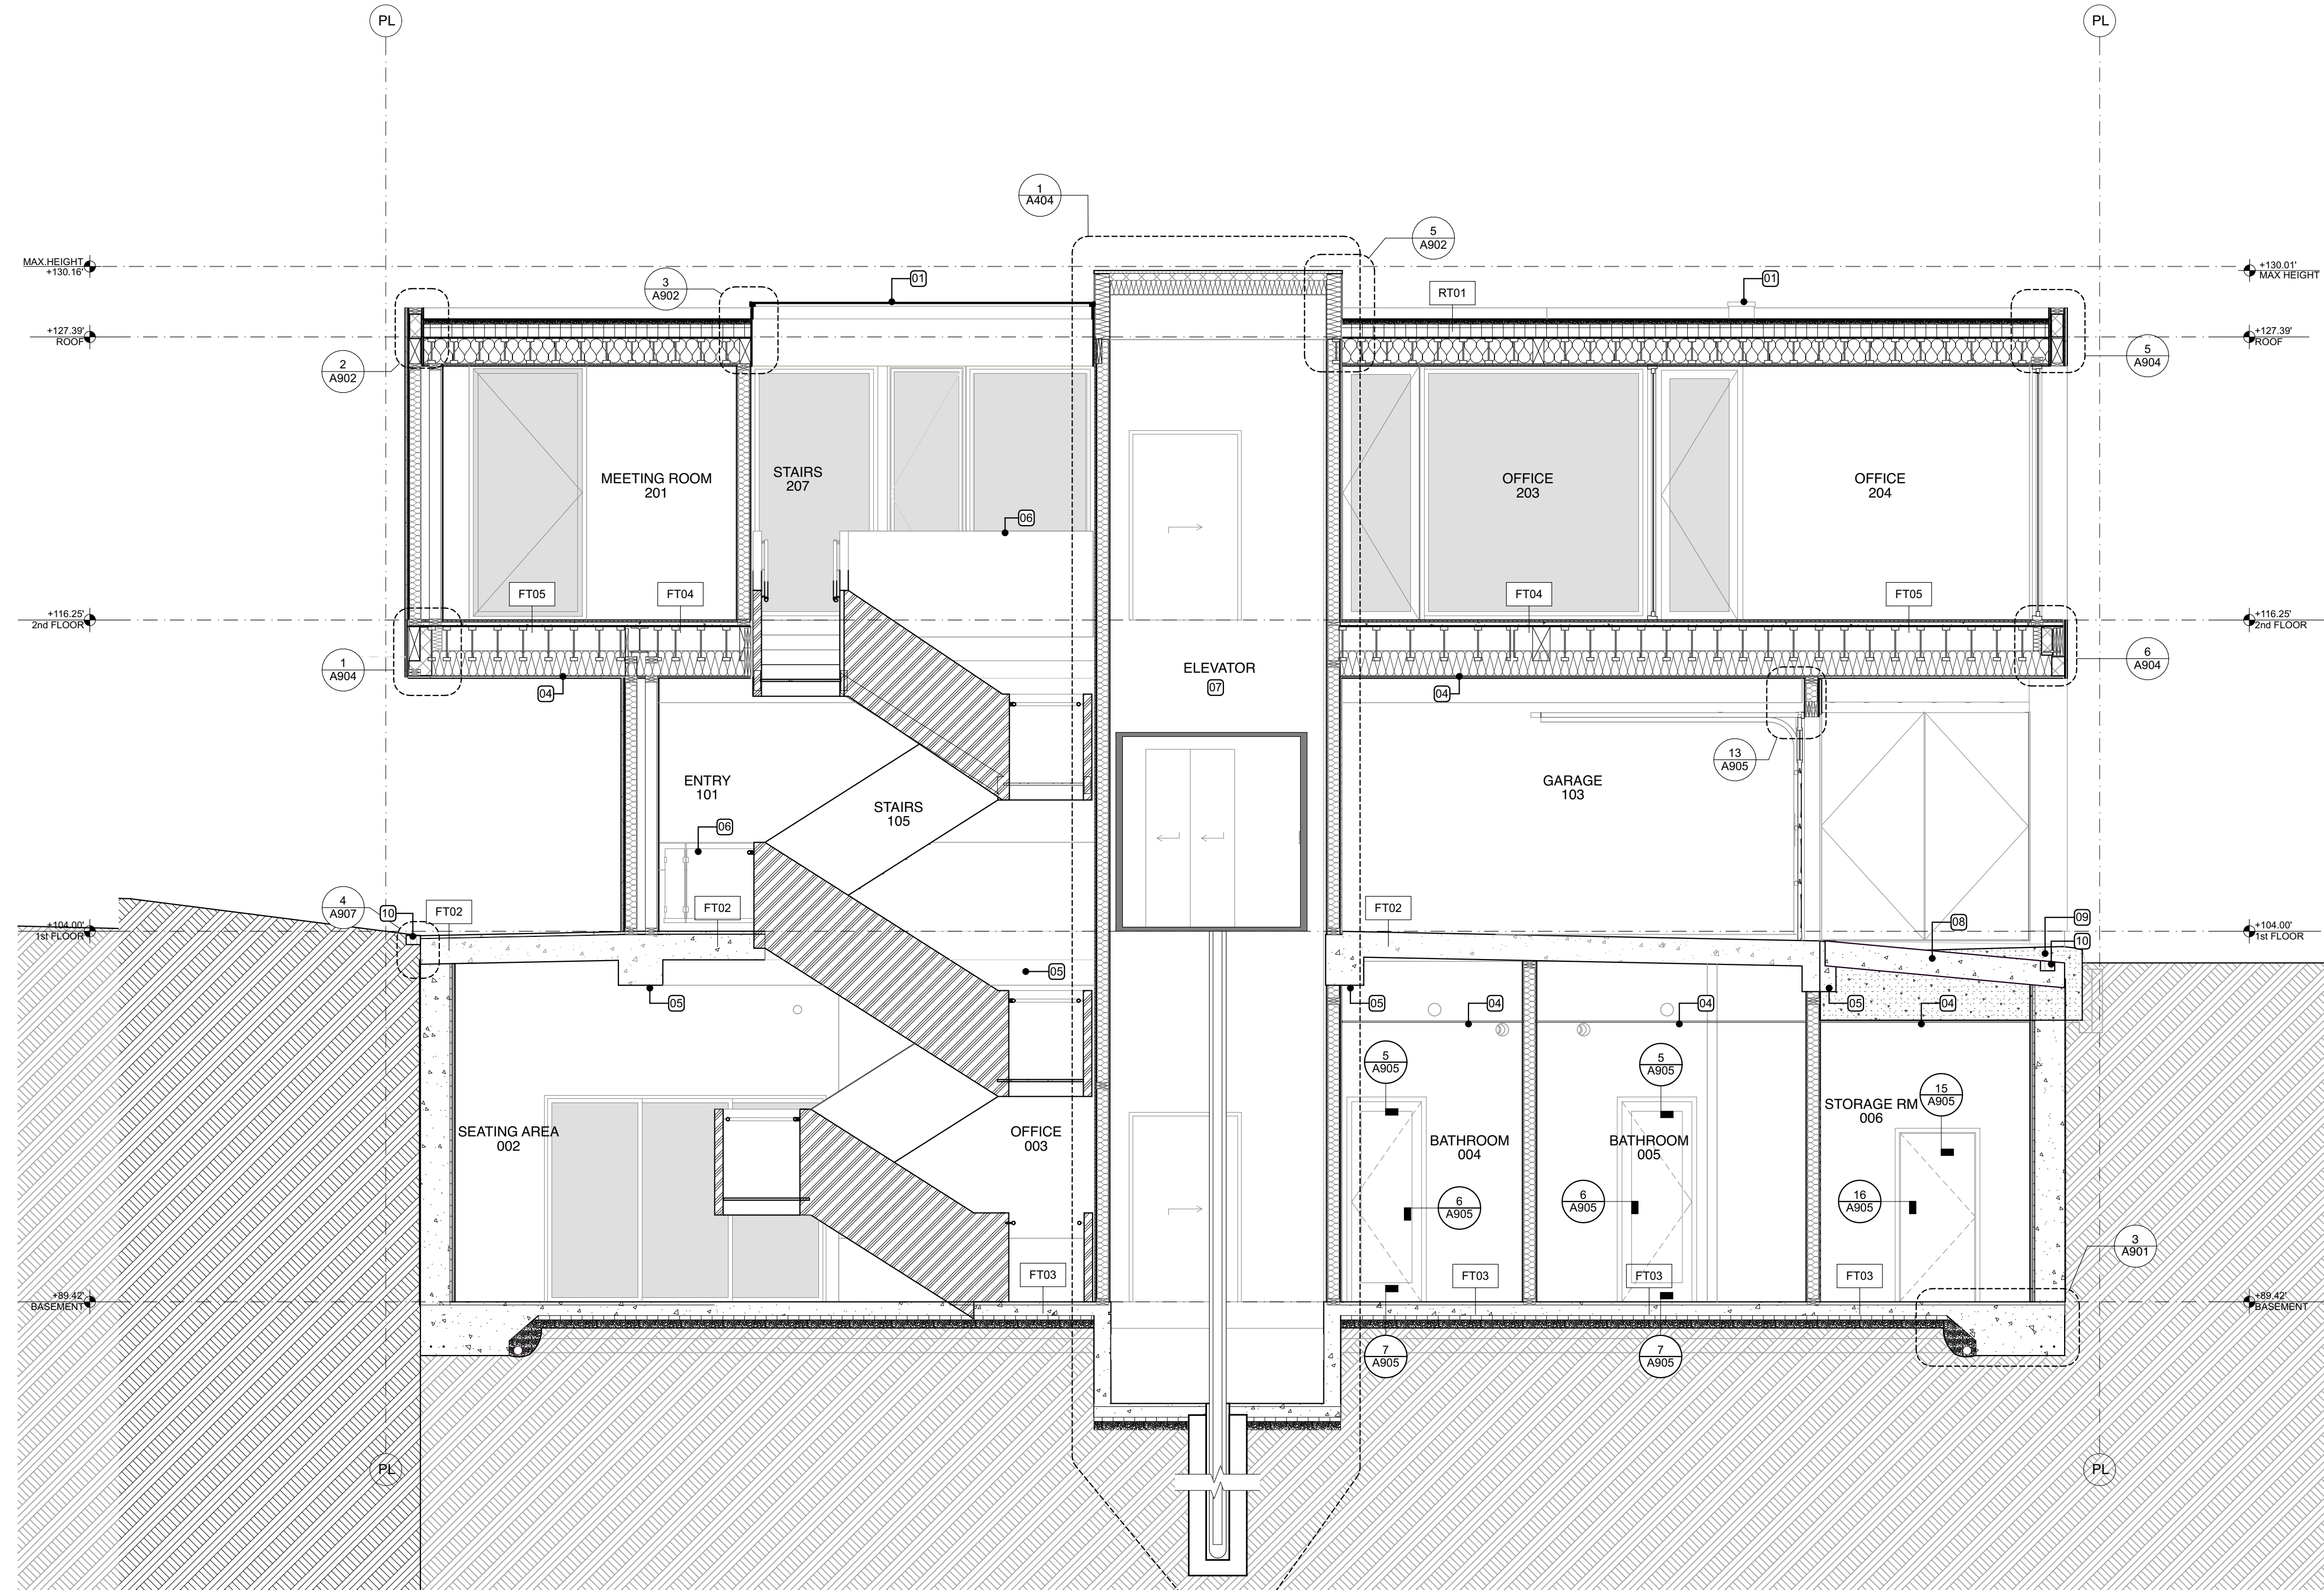 PL
PL
1
A404
5
A902
MAX.HEIGHT
+130.16'
+130.01'
MAX HEIGHT
3
A902
01
RT01
01
+127.39'
ROOF
+127.39'
ROOF
2
A902
5
A904
MEETING ROOM
201
STAIRS
207
OFFICE
203
OFFICE
204
06
FT05
FT04
FT04
FT05
+116.25'
2nd FLOOR
+116.25'
2nd FLOOR
1
A904
6
A904
ELEVATOR
07
04
04
13
A905
ENTRY
101
STAIRS
105
GARAGE
103
06
4
A907
10
FT02
FT02
FT02
08
09
10
+104.00'
1st FLOOR
+104.00'
1st FLOOR
05
05
05
04
04
05
04
5
A905
5
A905
15
A905
SEATING AREA
002
OFFICE
003
BATHROOM
004
BATHROOM
005
STORAGE RM
006
6
A905
6
A905
16
A905
3
A901
FT03
FT03
FT03
FT03
+89.42'
BASEMENT
+89.42'
BASEMENT
7
A905
7
A905
PL
PL